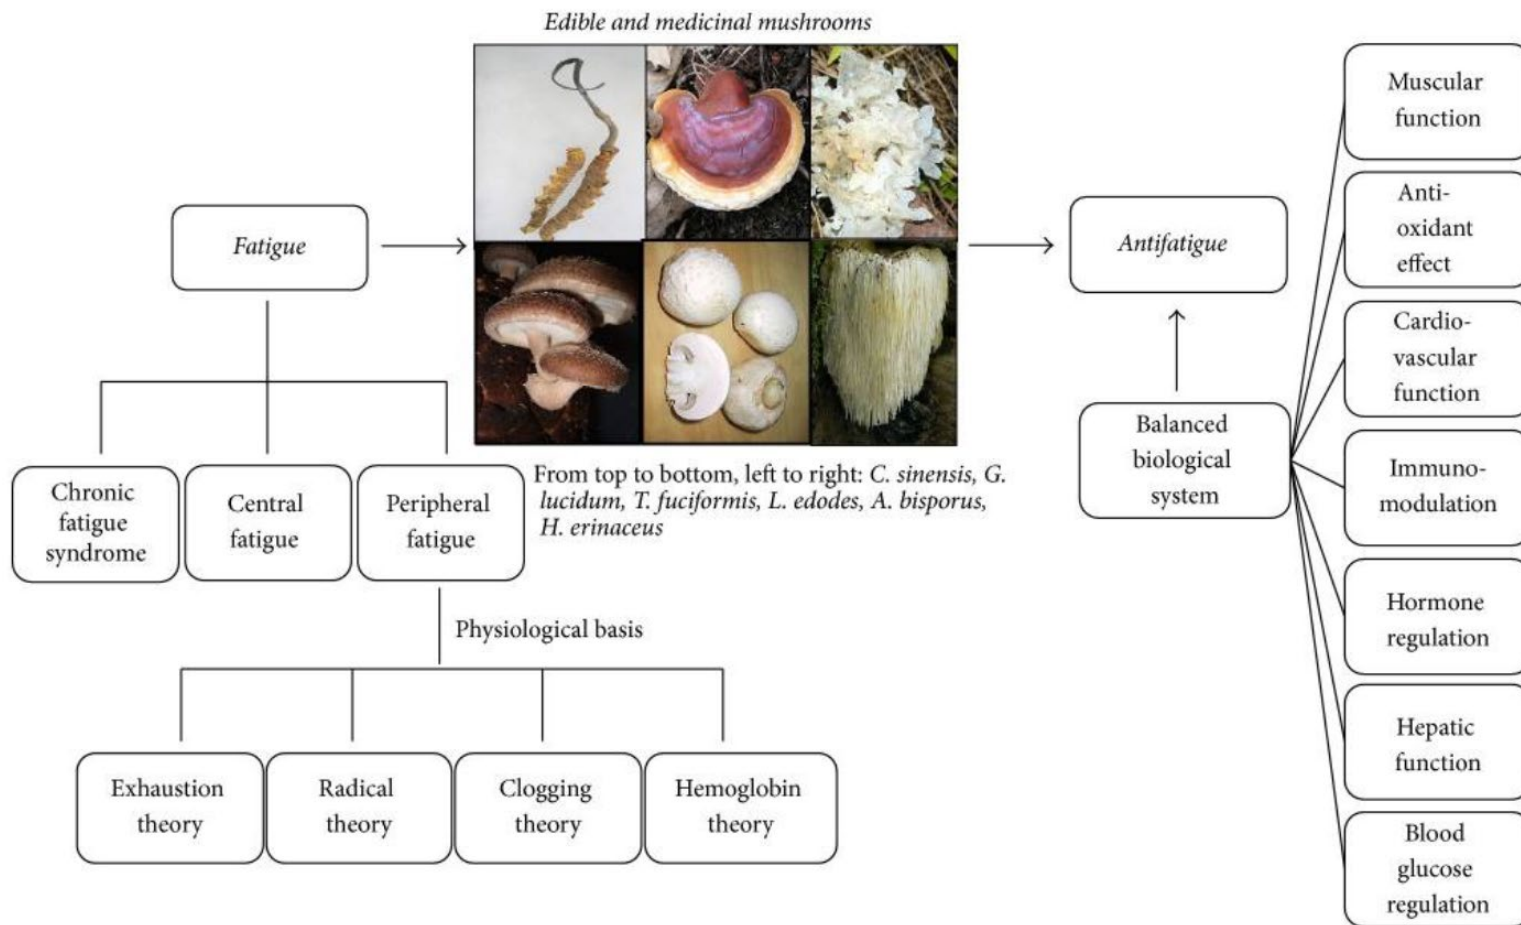 Edible and medicinal mushrooms
Fatigue
Chronic
fatigue
syndrome
Central
fatigue
Peripheral
fatigue
Physiological basis
Exhaustion
theory
Radical
theory
Clogging
theory
Hemoglobin
theory
From top to bottom, left to right: C. sinensis, G.
lucidum, T. fuciformis, L. edodes, A. bisporus,
H. erinaceus
Antifatigue
Balanced
biological
system
Muscular
function
Anti-
oxidant
effect
Cardio-
vascular
function
Immuno-
modulation
Hormone
regulation
Hepatic
function
Blood
glucose
regulation